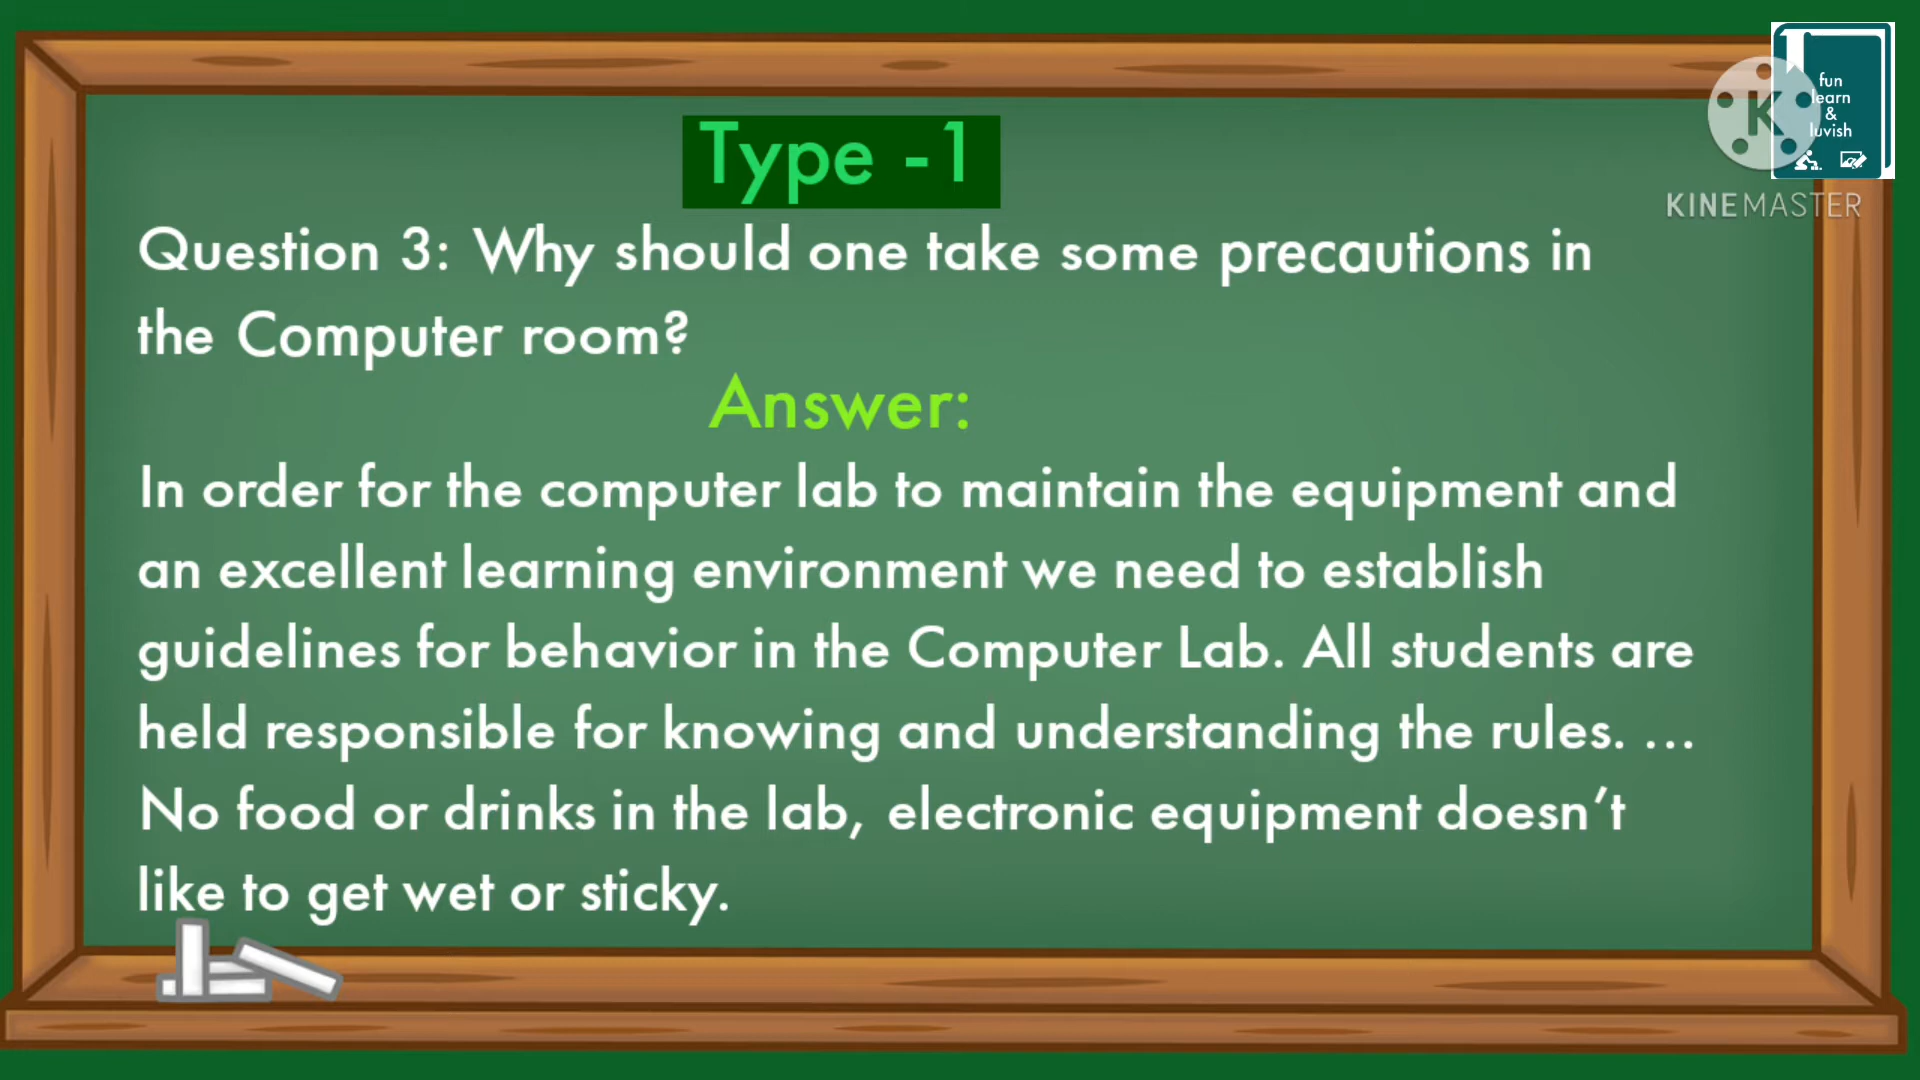 fun
learn
&
luvish
K
KINEMASTER
Type -1
Question 3: Why should one take some precautions in
the Computer room?
Answer:
In order for the computer lab to maintain the equipment and
an excellent learning environment we need to establish
guidelines for behavior in the Computer Lab. All students are
held responsible for knowing and understanding the rules. ...
No food or drinks in the lab, electronic equipment doesn’t
like to get wet or sticky.